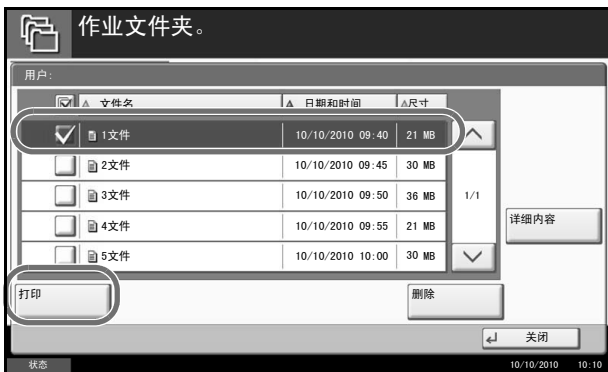 作业文件夹。
用户:
文件名 日期和时间 尺寸
1文件 10/10/2010 09:40 21 MB
2文件 10/10/2010 09:45 30 MB
3文件 10/10/2010 09:50 36 MB 1/1
4文件 10/10/2010 09:55 21 MB 详细内容
5文件 10/10/2010 10:00 30 MB
打印 删除
关闭
状态 10/10/2010 10:10